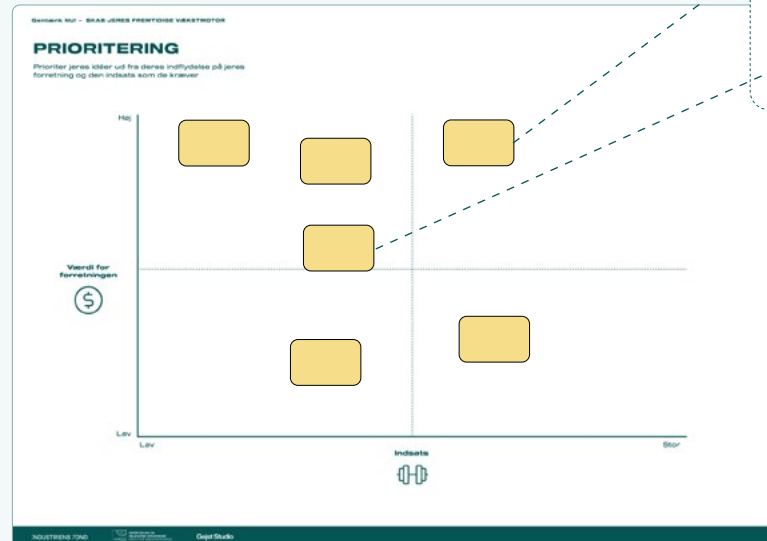 Gentænk NU! – SKAB JERES FREMTIDIGE VÆKSTMOTOR
PRIORITERING
Prioriter jeres idéer ud fra deres indflydelse på jeres
forretning og den indsats som de kræver
Høj
Værdi for
forretningen
$
Lav
Lav
Stor
Indsats
INDUSTRIENS FOND
Gejst Studio